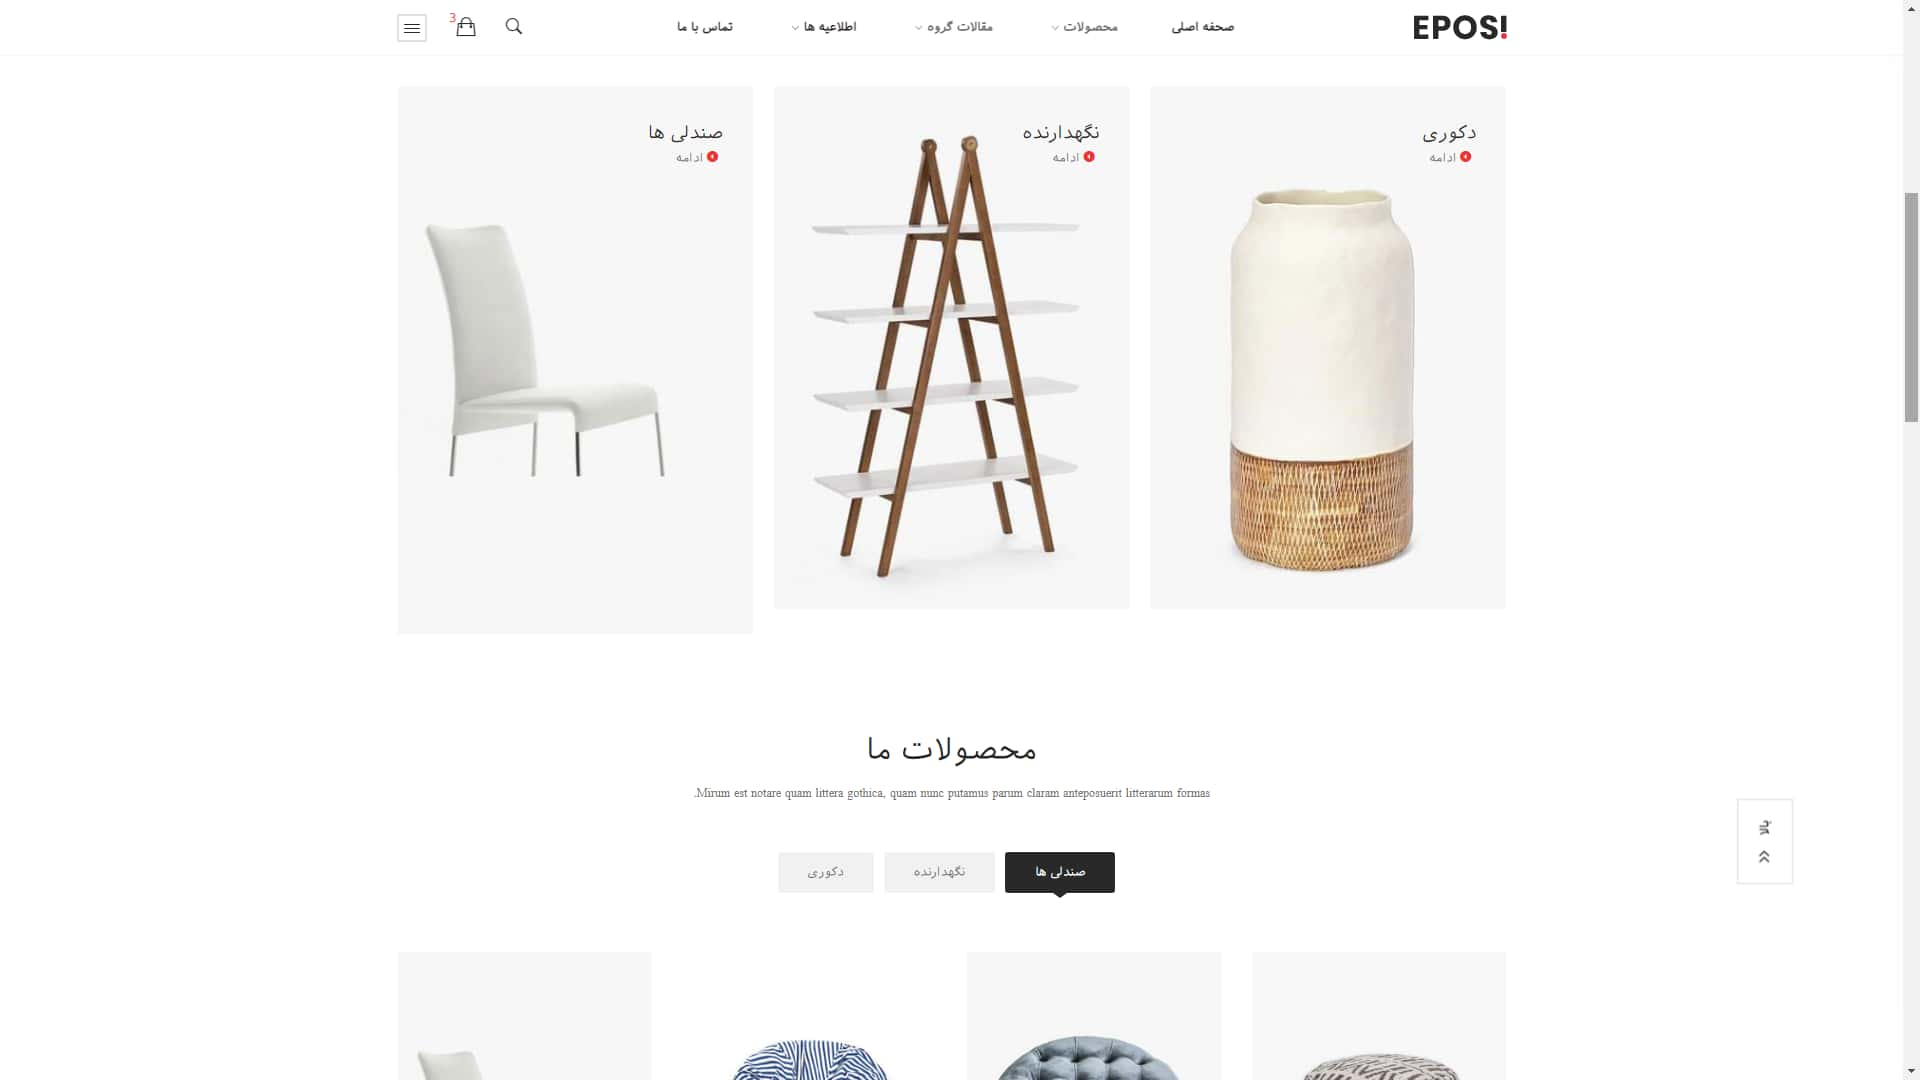 EPOS!
صحفه اصلی
محصولات
مقالات گروه
اطلاعیه ها
تماس با ما
3
دکوری
ادامه
نگهدارنده
ادامه
صندلی ها
ادامه
محصولات ما
.Mirum est notare quam littera gothica, quam nunc putamus parum claram anteposuerit litterarum formas
صندلی ها
نگهدارنده
دکوری
بالا